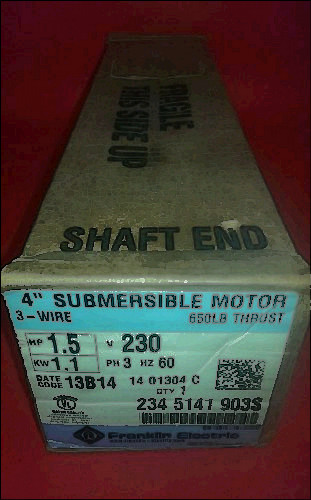 FRAGILE
THIS SIDE UP
SHAFT END
4" SUBMERSIBLE MOTOR
3-WIRE 650LB THRUST
HP 1.5 V 230
KW 1.1 PH 3 HZ 60
DATE CODE 13B14 14 01304 C
QTY 1
234 5141 903S
Franklin Electric